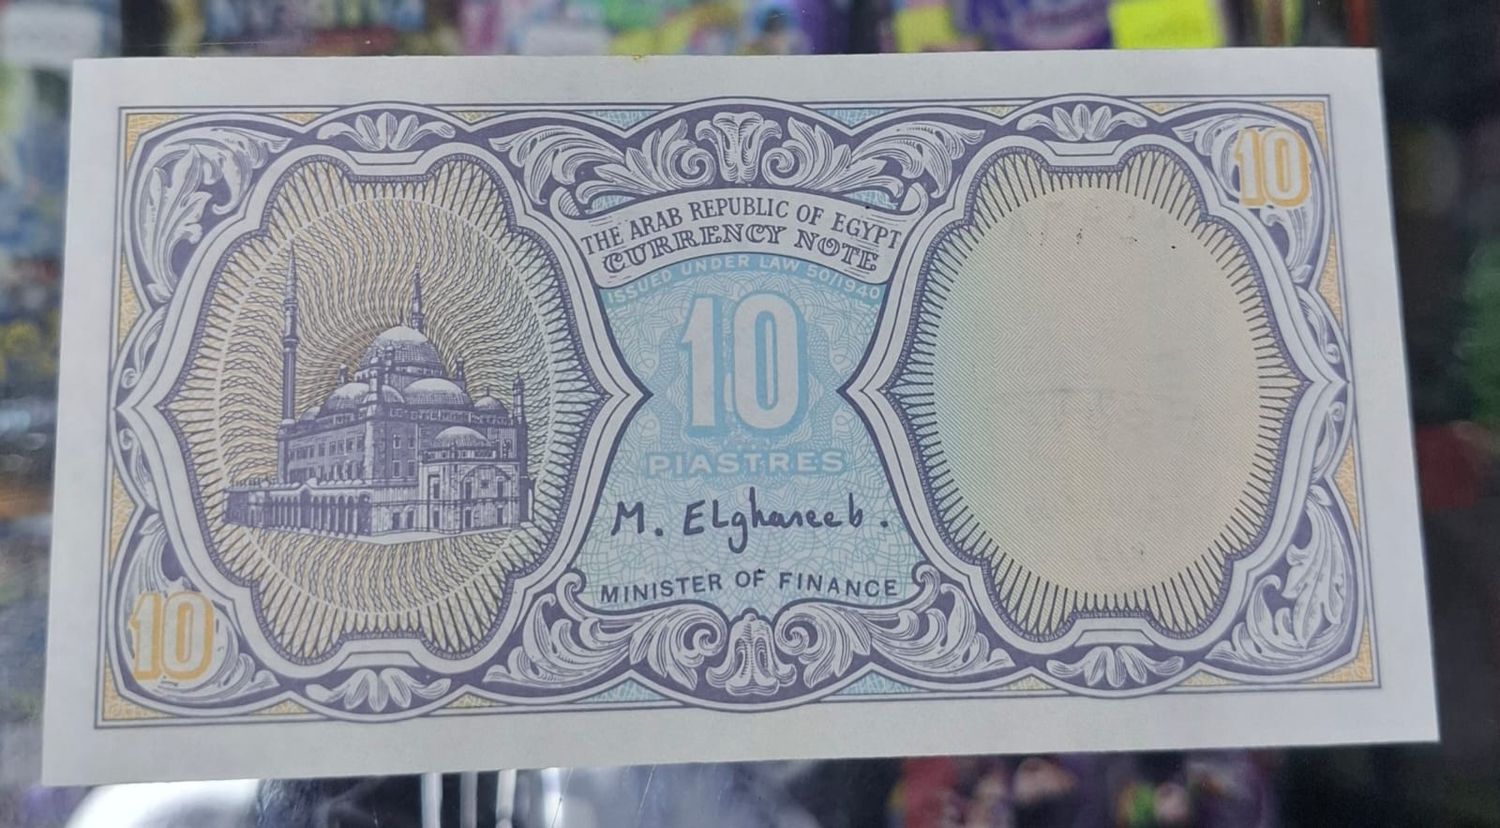 10
THE ARAB REPUBLIC OF EGYPT
CURRENCY NOTE
ISSUED UNDER LAW 50/1940
10
PIASTRES
M. ELghareeb.
MINISTER OF FINANCE
10